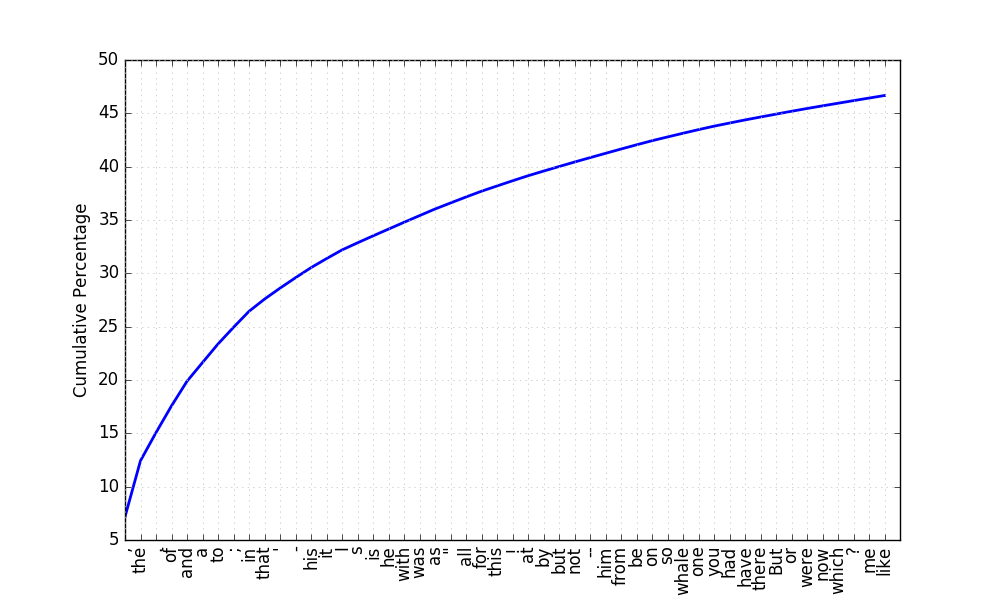 50
45
40
35
30
25
20
15
10
5
Cumulative Percentage
,
the
.
of
and
a
to
;
in
that
'
-
his
it
I
s
is
he
with
was
as
"
all
for
this
!
at
by
but
not
--
him
from
be
on
so
whale
one
you
had
have
there
But
or
were
now
which
?
me
like